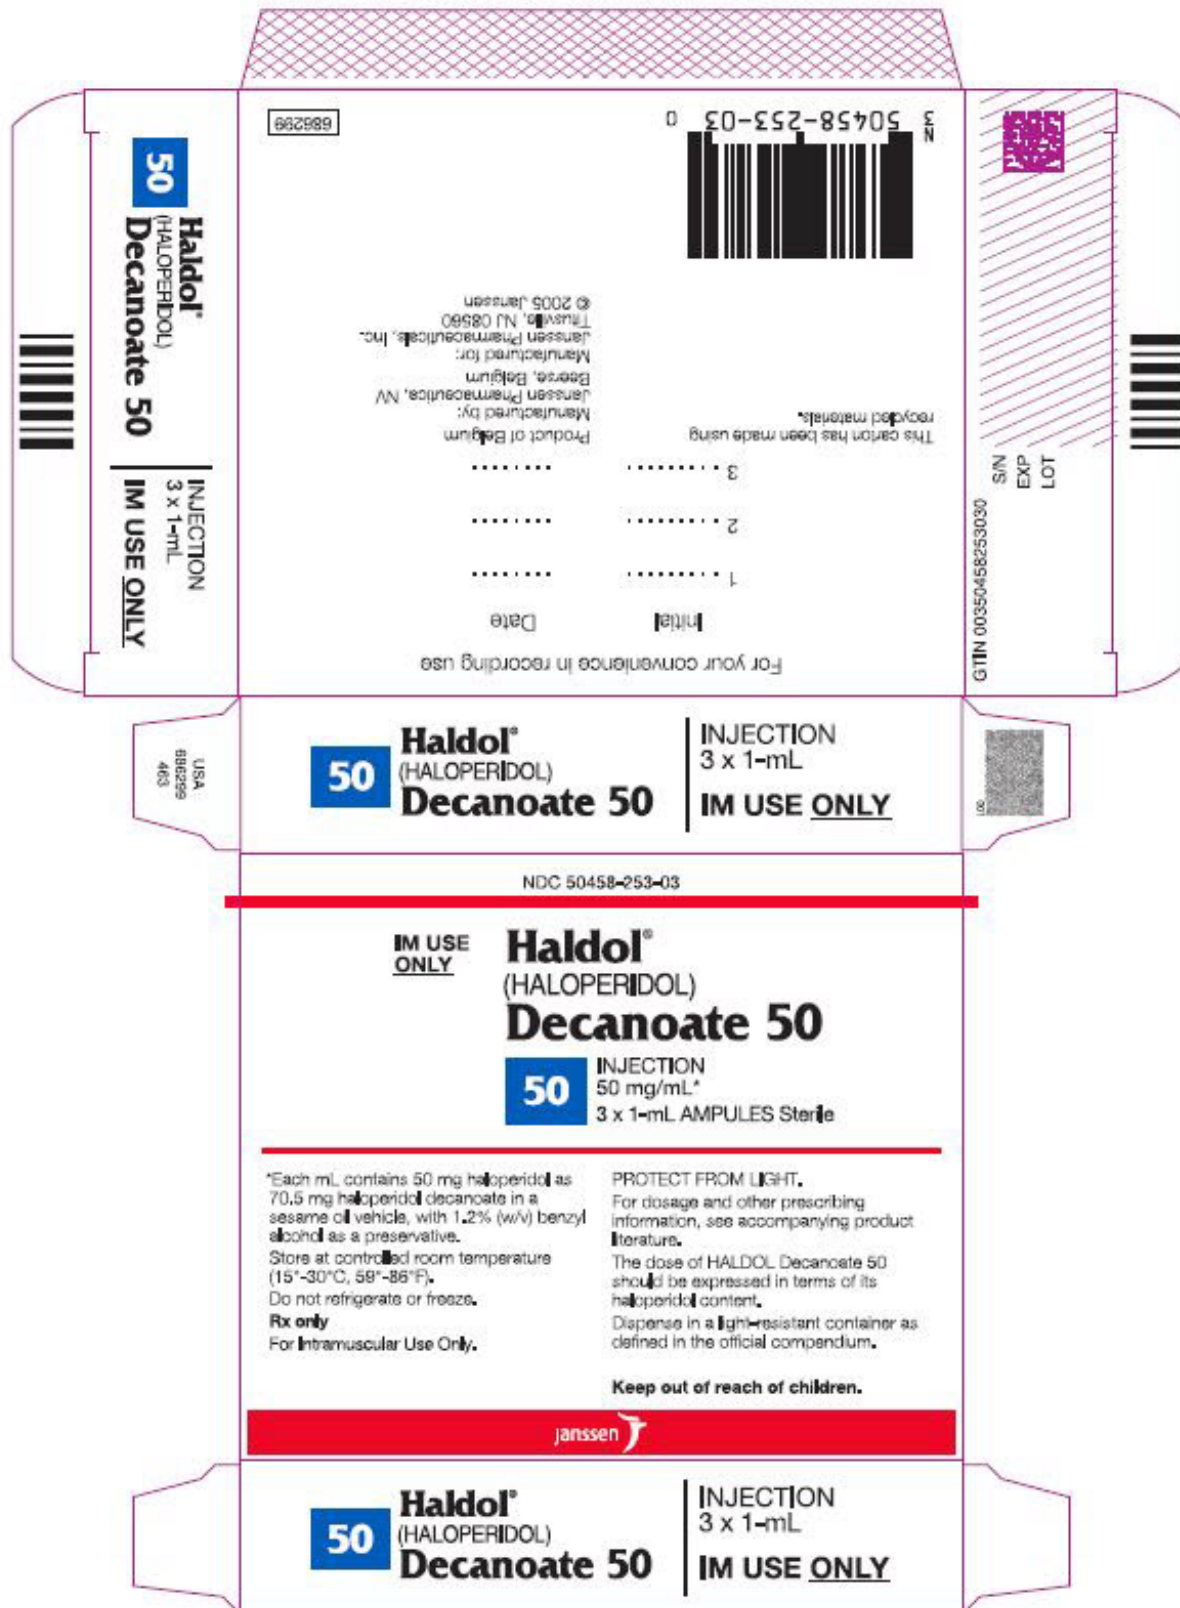 686299
3 N
50458-253-03 0
Product of Belgium
Manufactured by:
Janssen Pharmaceutica, NV
Beerse, Belgium
Manufactured for:
Janssen Pharmaceuticals, Inc.
Titusville, NJ 08560
© 2005 Janssen
This carton has been made using
recycled materials.
For your convenience in recording use
Initial Date
1 ......... ........
2 ......... ........
3 ......... ........
50
Haldol®
(HALOPERIDOL)
Decanoate 50
INJECTION
3 x 1-mL
IM USE ONLY
GTIN 00350458253030
S/N
EXP
LOT
USA
686299
463
50
Haldol®
(HALOPERIDOL)
Decanoate 50
INJECTION
3 x 1-mL
IM USE ONLY
001
NDC 50458-253-03
IM USE
ONLY
Haldol®
(HALOPERIDOL)
Decanoate 50
50
INJECTION
50 mg/mL*
3 x 1-mL AMPULES Sterile
*Each mL contains 50 mg haloperidol as
70.5 mg haloperidol decanoate in a
sesame oil vehicle, with 1.2% (w/v) benzyl
alcohol as a preservative.
Store at controlled room temperature
(15°-30°C, 59°-86°F).
Do not refrigerate or freeze.
Rx only
For Intramuscular Use Only.
PROTECT FROM LIGHT.
For dosage and other prescribing
information, see accompanying product
literature.
The dose of HALDOL Decanoate 50
should be expressed in terms of its
haloperidol content.
Dispense in a light-resistant container as
defined in the official compendium.
Keep out of reach of children.
janssen
50
Haldol®
(HALOPERIDOL)
Decanoate 50
INJECTION
3 x 1-mL
IM USE ONLY